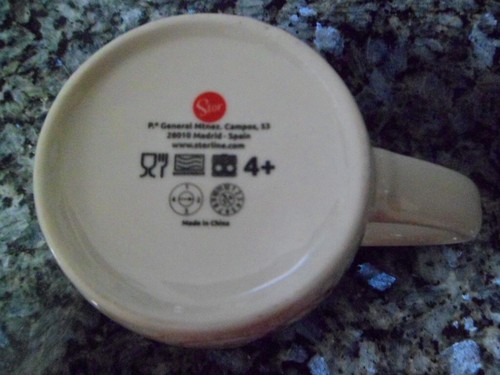 Stor
P.º General Mtnez. Campos, 53
28010 Madrid - Spain
www.storline.com
4+
Made in China